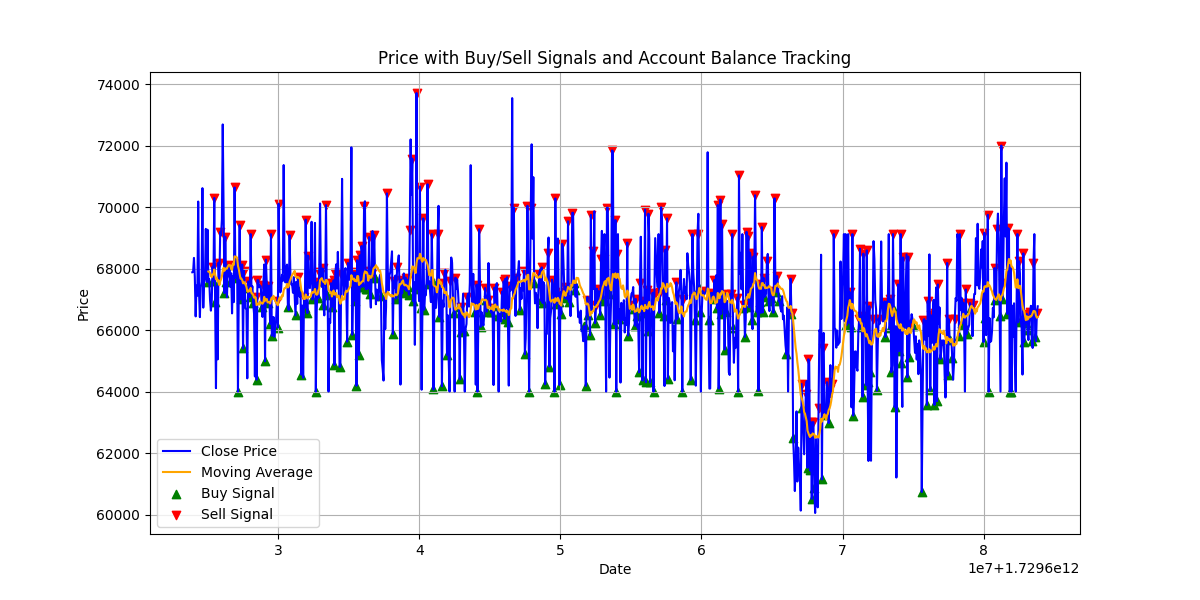 Price with Buy/Sell Signals and Account Balance Tracking
74000
72000
70000
68000
66000
64000
62000
60000
Price
Close Price
Moving Average
Buy Signal
Sell Signal
3 4 5 6 7 8
Date
1e7+1.7296e12